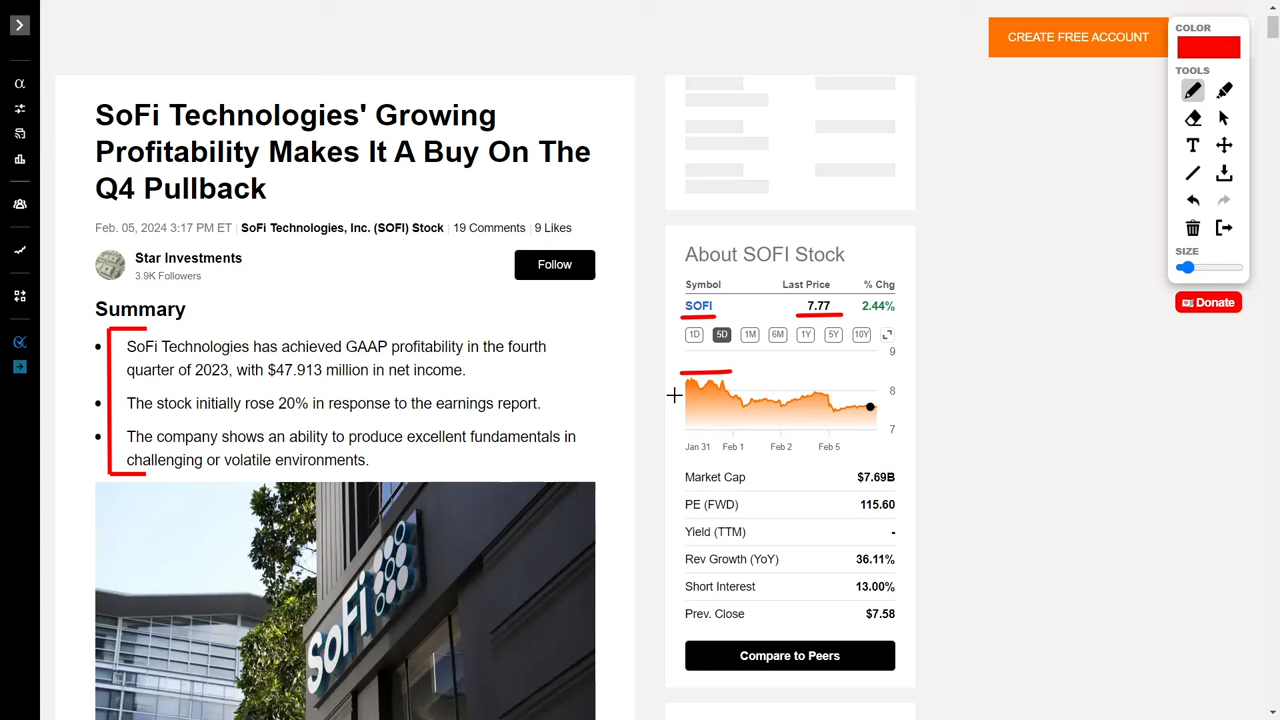 CREATE FREE ACCOUNT
COLOR
TOOLS
T
SIZE
Donate
SoFi Technologies' Growing
Profitability Makes It A Buy On The
Q4 Pullback
Feb. 05, 2024 3:17 PM ET | SoFi Technologies, Inc. (SOFI) Stock | 19 Comments | 9 Likes
Star Investments
3.9K Followers
Follow
Summary
• SoFi Technologies has achieved GAAP profitability in the fourth
quarter of 2023, with $47.913 million in net income.
• The stock initially rose 20% in response to the earnings report.
• The company shows an ability to produce excellent fundamentals in
challenging or volatile environments.
SoFi
About SOFI Stock
Symbol Last Price % Chg
SOFI 7.77 2.44%
1D 5D 1M 6M 1Y 5Y 10Y
9
8
7
Jan 31 Feb 1 Feb 2 Feb 5
Market Cap $7.69B
PE (FWD) 115.60
Yield (TTM) -
Rev Growth (YoY) 36.11%
Short Interest 13.00%
Prev. Close $7.58
Compare to Peers